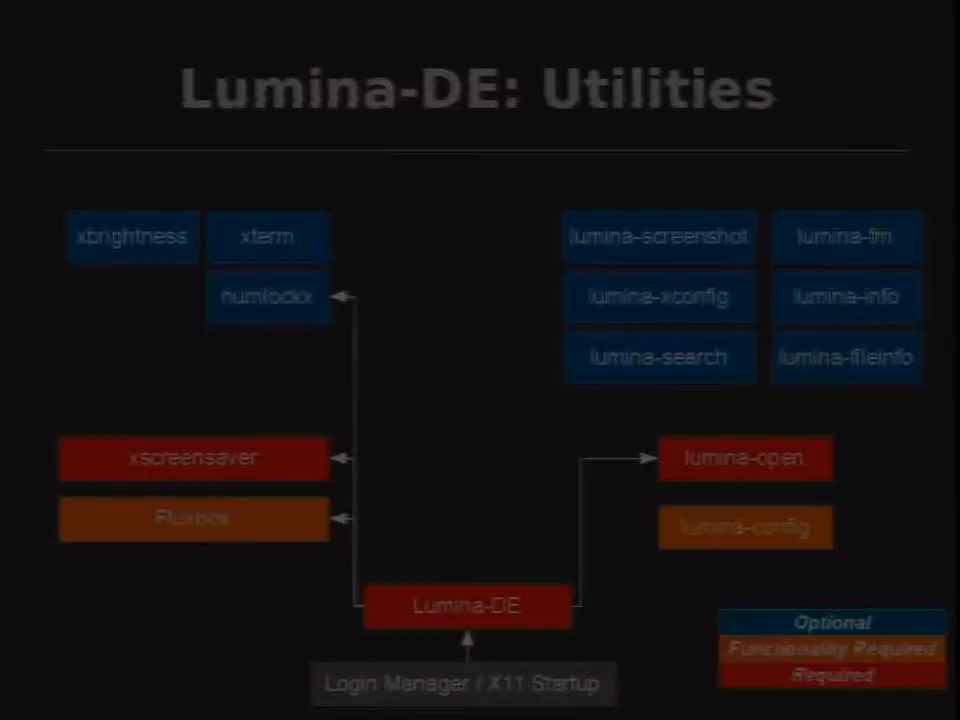 Lumina-DE: Utilities
xbrightness xterm lumina-screenshot lumina-fm
numlockx lumina-xconfig lumina-info
lumina-search lumina-fileinfo
xscreensaver lumina-open
Fluxbox lumina-config
Lumina-DE
Optional
Functionality Required
Required
Login Manager / X11 Startup